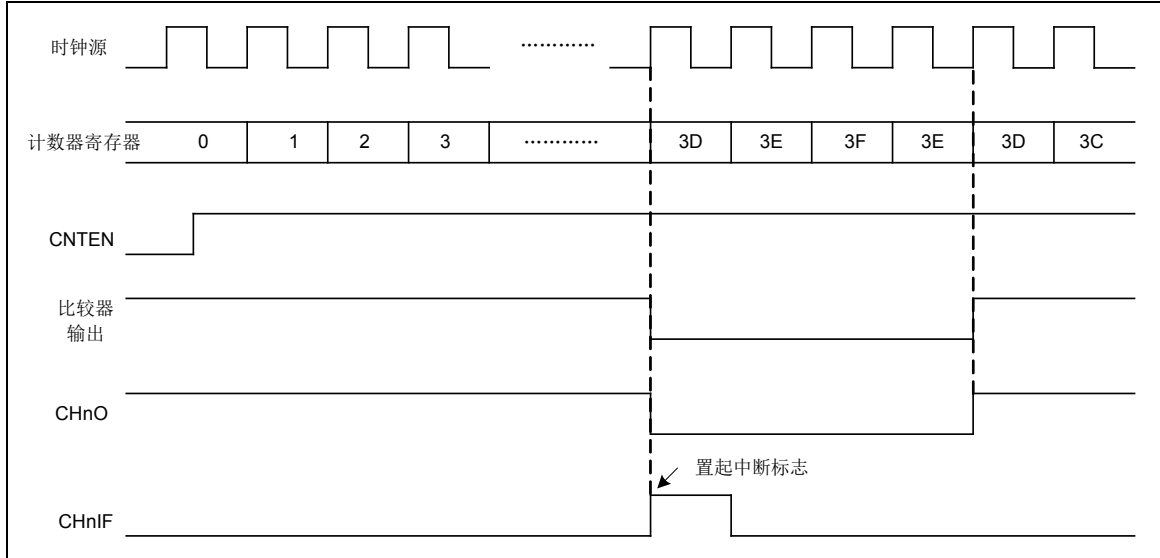 时钟源 …………
计数器寄存器 0 1 2 3 ………… 3D 3E 3F 3E 3D 3C
CNTEN
比较器
输出
CHnO
置起中断标志
CHnIF